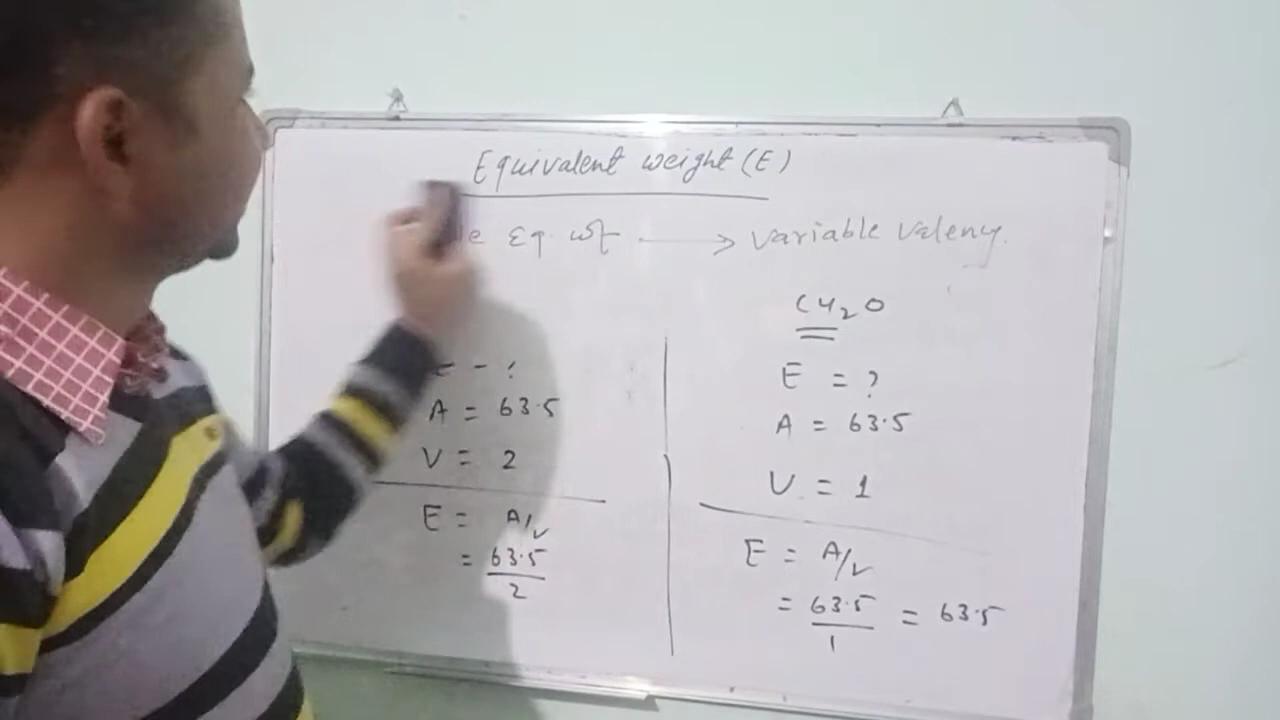 Equivalent weight (E)
Eq. wt → variable valency.
E = ?
A = 63.5
V = 2
E = A/V
= 63.5/2
Cu₂O
E = ?
A = 63.5
V = 1
E = A/V
= 63.5/1 = 63.5